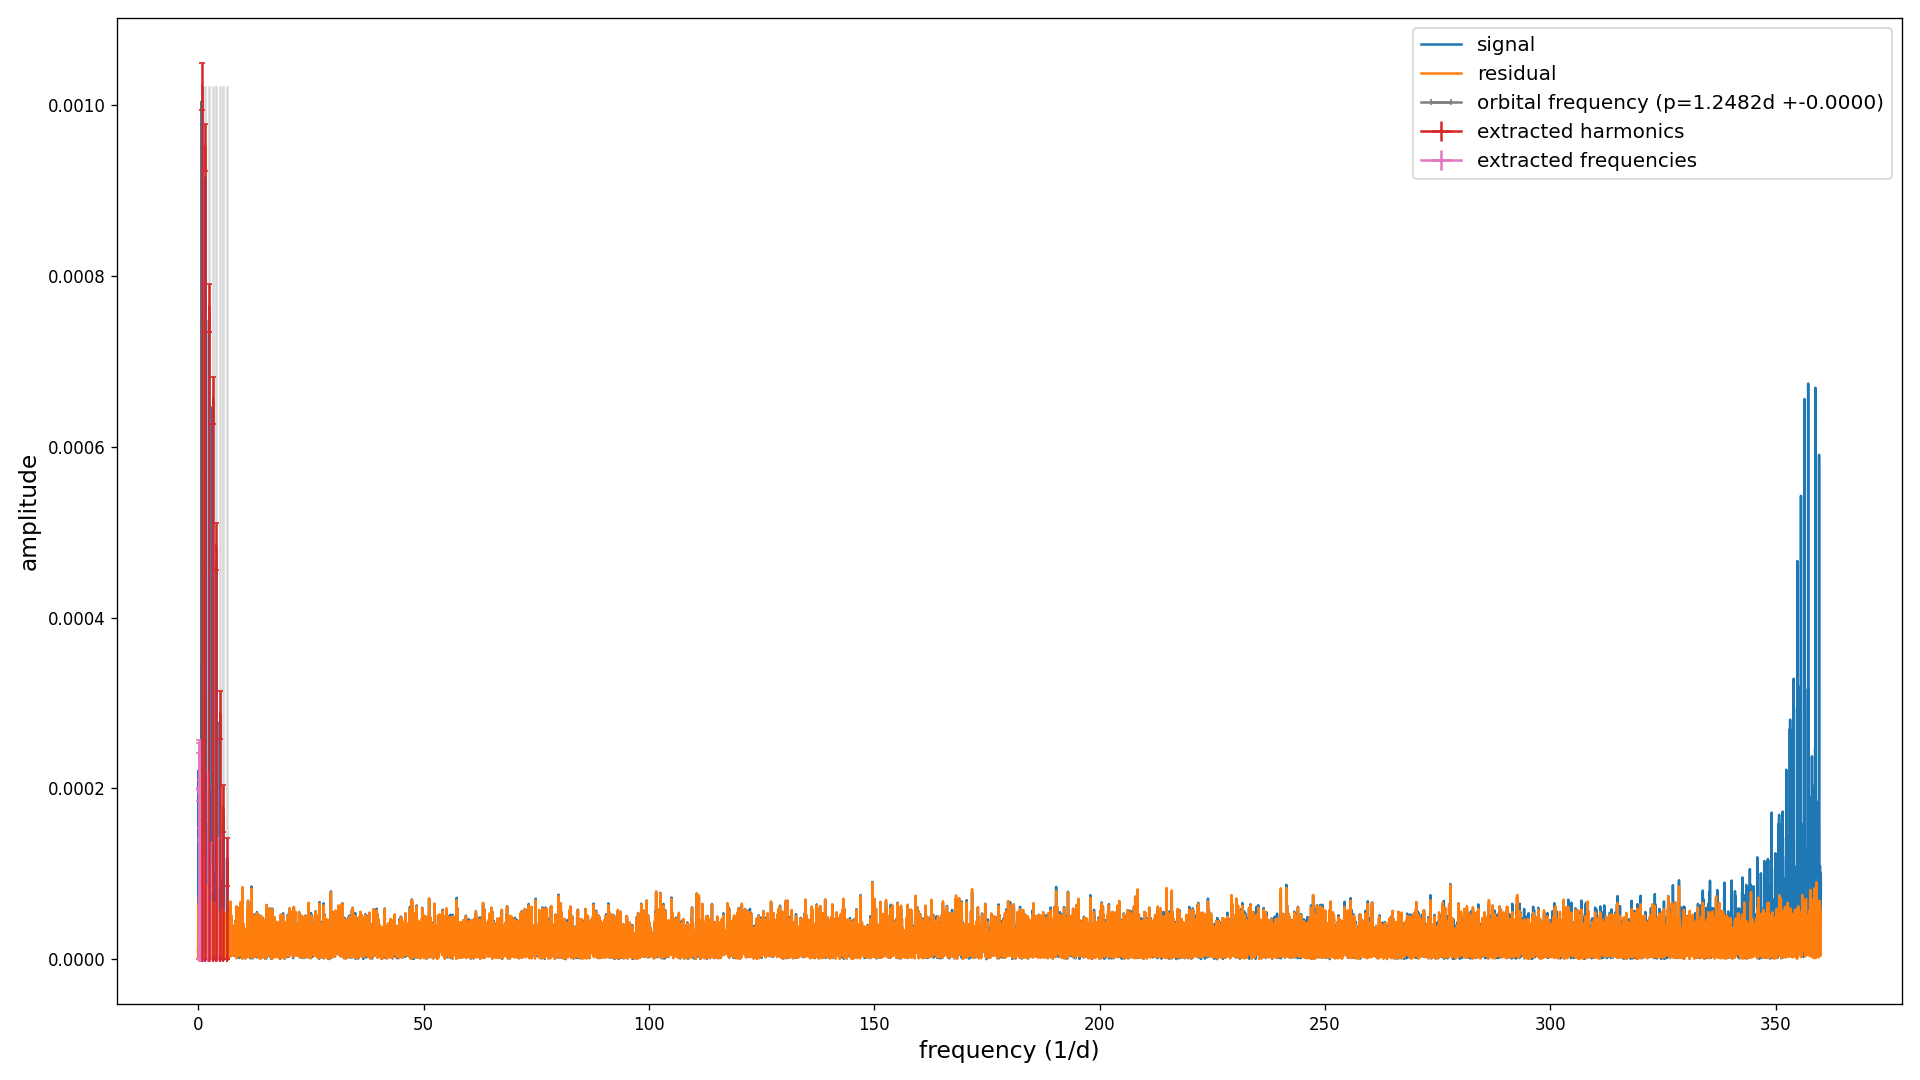 signal
residual
orbital frequency (p=1.2482d +-0.0000)
extracted harmonics
extracted frequencies
0.0010
0.0008
0.0006
0.0004
0.0002
0.0000
amplitude
0 50 100 150 200 250 300 350
frequency (1/d)